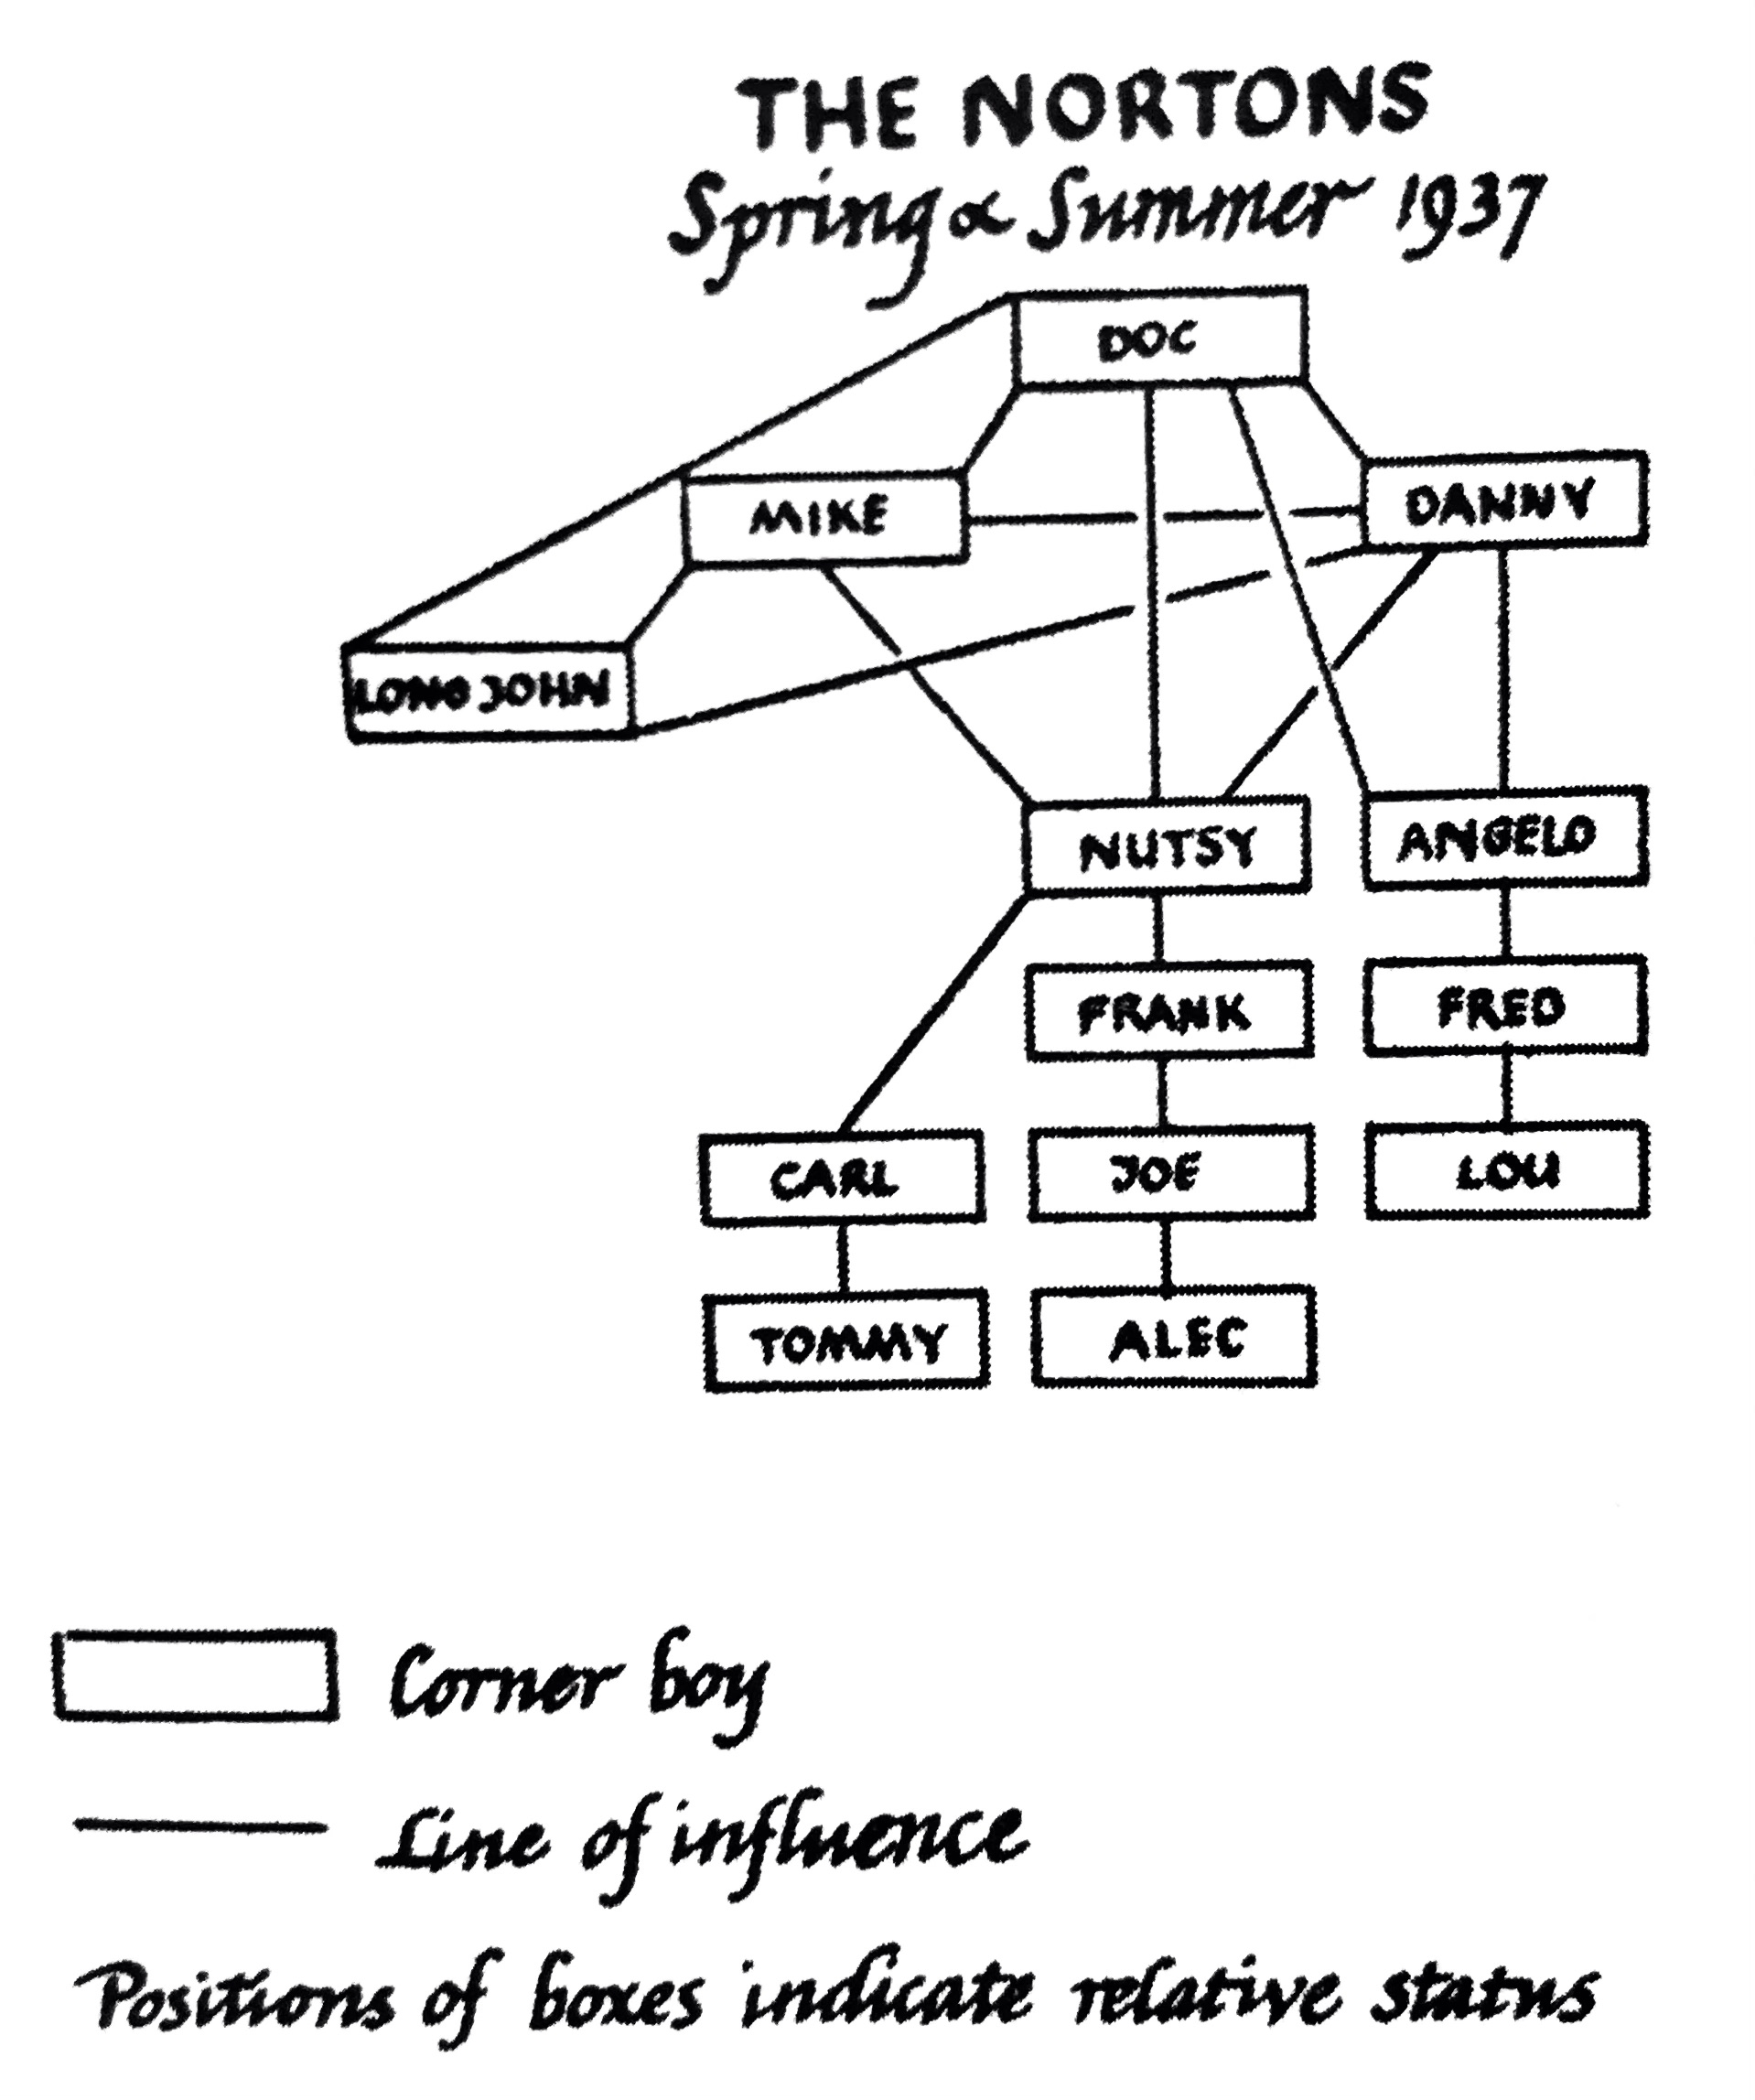 THE NORTONS
Spring & Summer 1937
DOC
MIKE
DANNY
LONG JOHN
NUTSY
ANGELO
FRANK
FRED
CARL
JOE
LOU
TOMMY
ALEC
Corner boy
Line of influence
Positions of boxes indicate relative status